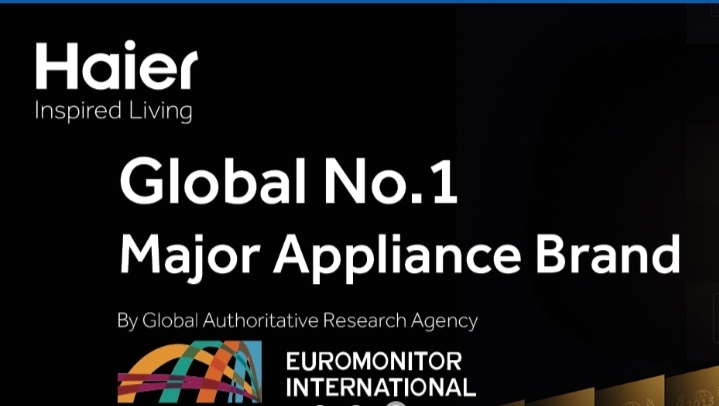 Haier
Inspired Living
Global No.1
Major Appliance Brand
By Global Authoritative Research Agency
EUROMONITOR
INTERNATIONAL